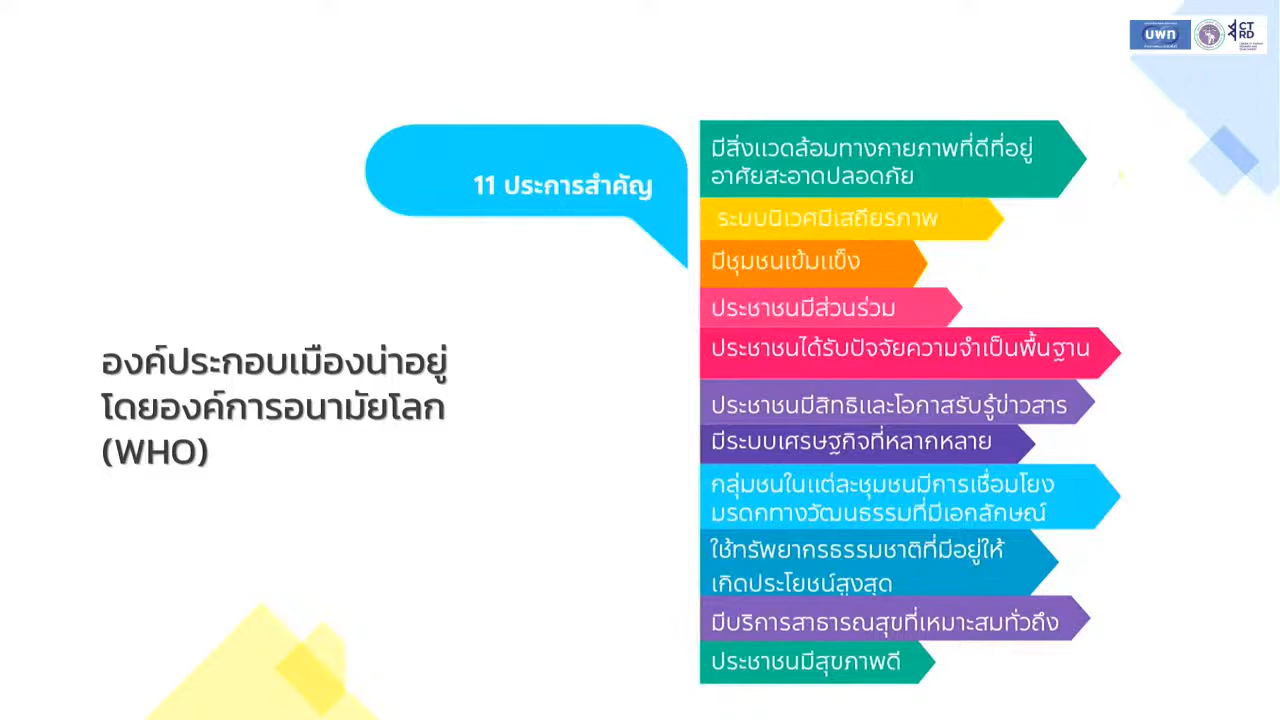 บพท
CT
RD
11 ประการสำคัญ
มีสิ่งแวดล้อมทางกายภาพที่ดีที่อยู่
อาศัยสะอาดปลอดภัย
ระบบนิเวศมีเสถียรภาพ
มีชุมชนเข้มแข็ง
ประชาชนมีส่วนร่วม
ประชาชนได้รับปัจจัยความจำเป็นพื้นฐาน
ประชาชนมีสิทธิและโอกาสรับรู้ข่าวสาร
มีระบบเศรษฐกิจที่หลากหลาย
กลุ่มชนในแต่ละชุมชนมีการเชื่อมโยง
มรดกทางวัฒนธรรมที่มีเอกลักษณ์
ใช้ทรัพยากรธรรมชาติที่มีอยู่ให้
เกิดประโยชน์สูงสุด
มีบริการสาธารณสุขที่เหมาะสมทั่วถึง
ประชาชนมีสุขภาพดี
องค์ประกอบเมืองน่าอยู่
โดยองค์การอนามัยโลก
(WHO)